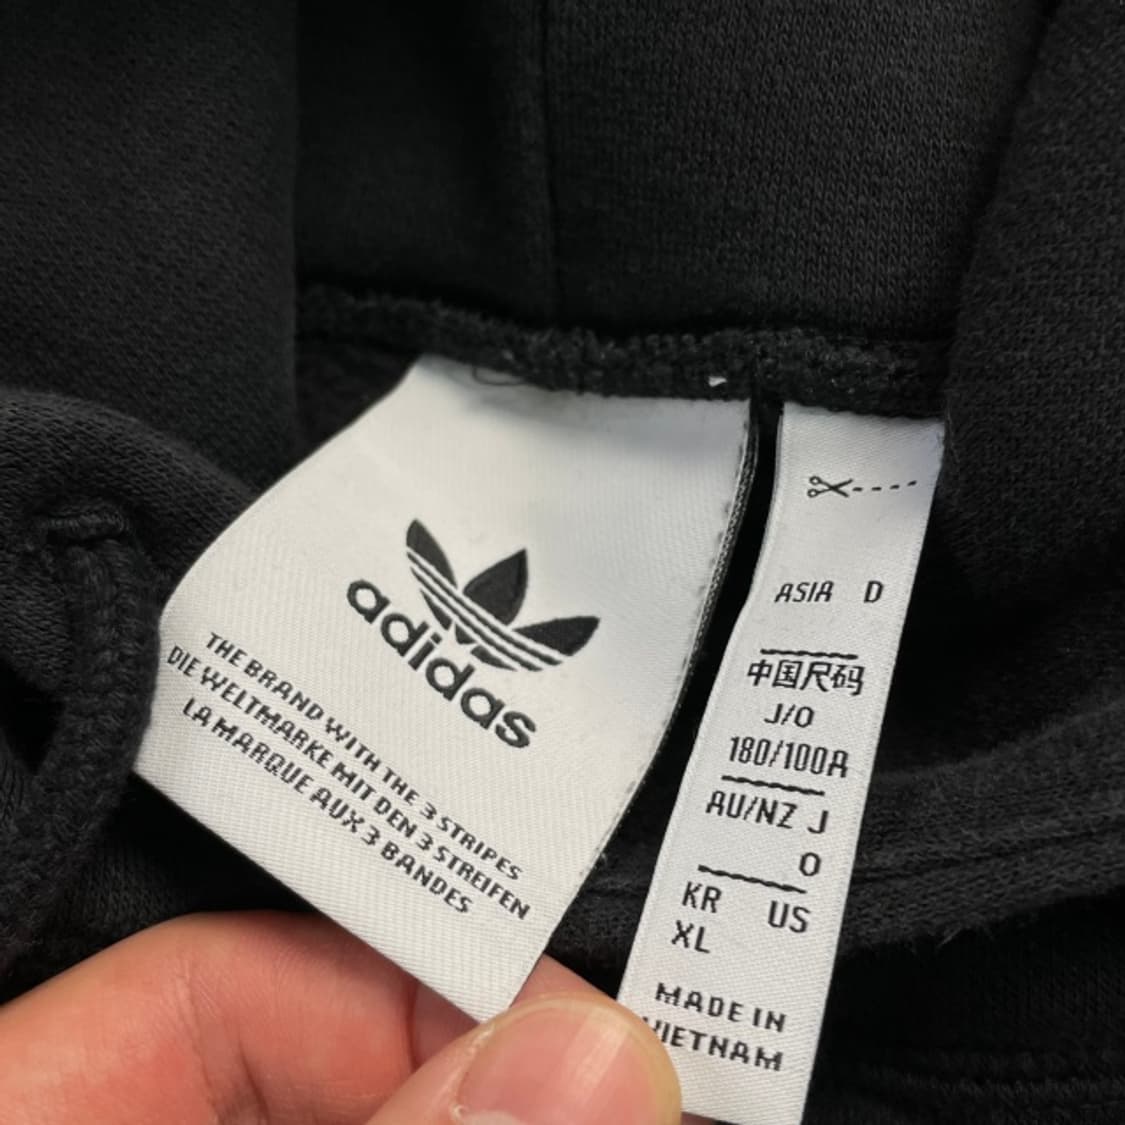 adidas
THE BRAND WITH THE 3 STRIPES
DIE WELTMARKE MIT DEN 3 STREIFEN
LA MARQUE AUX 3 BANDES
ASIA D
中国尺码
J/O
180/100A
AU/NZ J
O
KR US
XL
MADE IN
VIETNAM